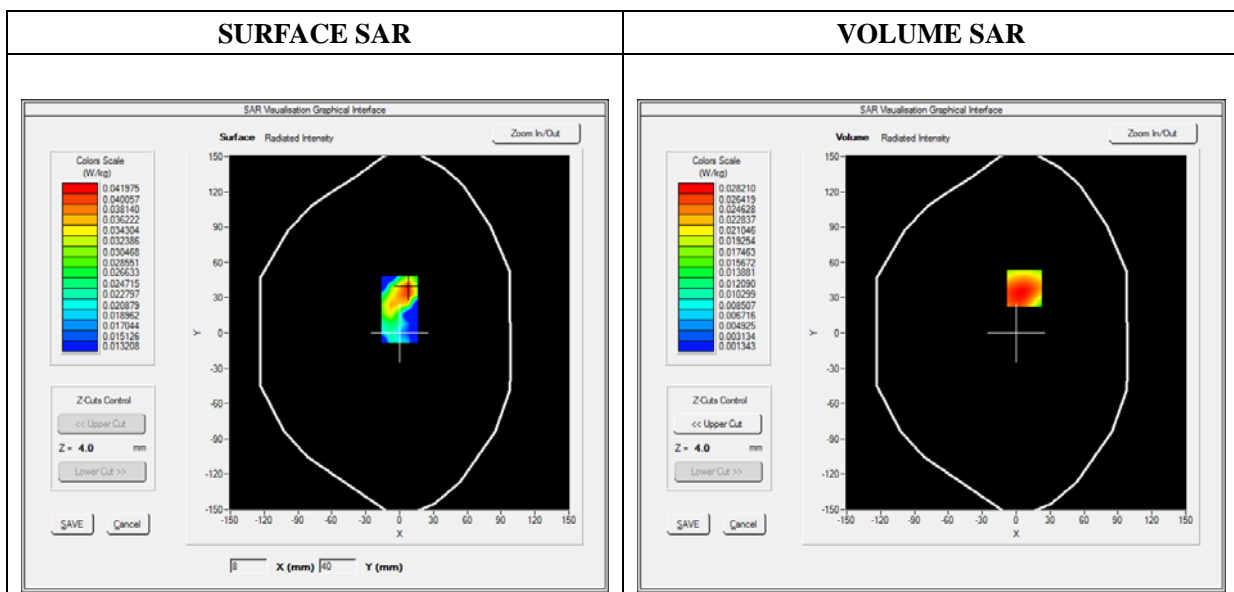 SURFACE SAR
VOLUME SAR
SAR Visualisation Graphical Interface
Surface Radiated Intensity
Zoom In/Out
Colors Scale
(W/kg)
0.041975
0.040057
0.038140
0.036222
0.034304
0.032386
0.030468
0.028551
0.026633
0.024715
0.022797
0.020879
0.018962
0.017044
0.015126
0.013208
150
120
90
60
30
0
-30
-60
-90
-120
-150
Y
-150 -120 -90 -60 -30 0 30 60 90 120 150
X
Z-Cuts Control
<< Upper Cut
Z = 4.0 mm
Lower Cut >>
SAVE Cancel
8 X (mm) 40 Y (mm)
SAR Visualisation Graphical Interface
Volume Radiated Intensity
Zoom In/Out
Colors Scale
(W/kg)
0.028210
0.026419
0.024628
0.022837
0.021046
0.019254
0.017463
0.015672
0.013881
0.012090
0.010299
0.008507
0.006716
0.004925
0.003134
0.001343
150
120
90
60
30
0
-30
-60
-90
-120
-150
Y
-150 -120 -90 -60 -30 0 30 60 90 120 150
X
Z-Cuts Control
<< Upper Cut
Z = 4.0 mm
Lower Cut >>
SAVE Cancel